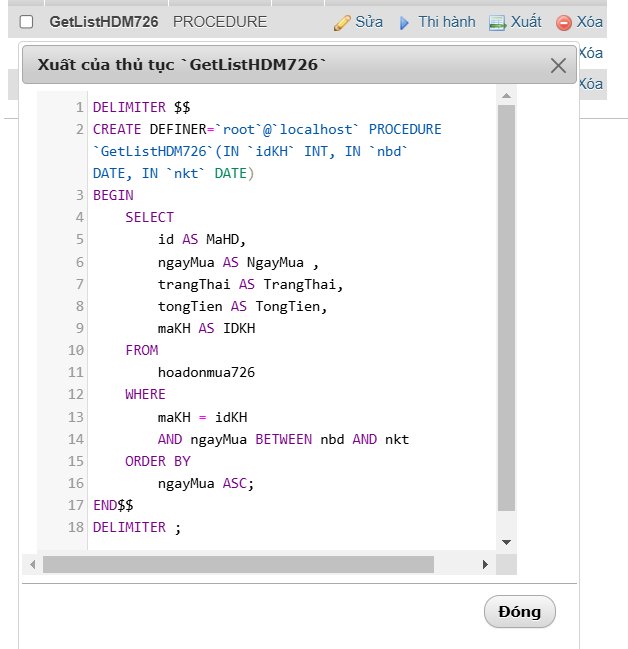 GetListHDM726 PROCEDURE Sửa Thi hành Xuất Xóa
Xóa
Xuất của thủ tục `GetListHDM726`
Xóa
1 DELIMITER $$
2 CREATE DEFINER=`root`@`localhost` PROCEDURE
`GetListHDM726`(IN `idKH` INT, IN `nbd`
DATE, IN `nkt` DATE)
3 BEGIN
4 SELECT
5 id AS MaHD,
6 ngayMua AS NgayMua ,
7 trangThai AS TrangThai,
8 tongTien AS TongTien,
9 maKH AS IDKH
10 FROM
11 hoadonmua726
12 WHERE
13 maKH = idKH
14 AND ngayMua BETWEEN nbd AND nkt
15 ORDER BY
16 ngayMua ASC;
17 END$$
18 DELIMITER ;
Đóng